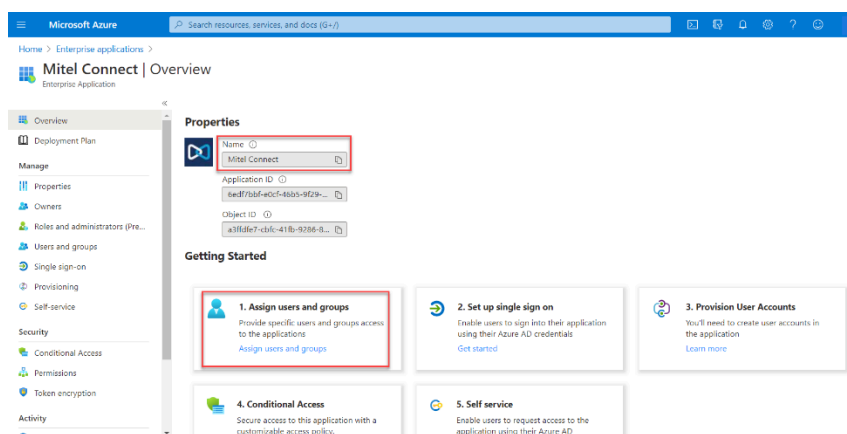 Microsoft Azure
Search resources, services, and docs (G+/)
Home > Enterprise applications >
Mitel Connect | Overview
Enterprise Application
«
Overview
Deployment Plan
Manage
Properties
Owners
Roles and administrators (Pre...
Users and groups
Single sign-on
Provisioning
Self-service
Security
Conditional Access
Permissions
Token encryption
Activity
Properties
Name
Mitel Connect
Application ID
6edf7bbf-e0cf-46b5-9f29-...
Object ID
a3ffdfe7-cbfc-41fb-9286-8...
Getting Started
1. Assign users and groups
Provide specific users and groups access
to the applications
Assign users and groups
2. Set up single sign on
Enable users to sign into their application
using their Azure AD credentials
Get started
3. Provision User Accounts
You'll need to create user accounts in
the application
Learn more
4. Conditional Access
Secure access to this application with a
customizable access policy.
5. Self service
Enable users to request access to the
application using their Azure AD